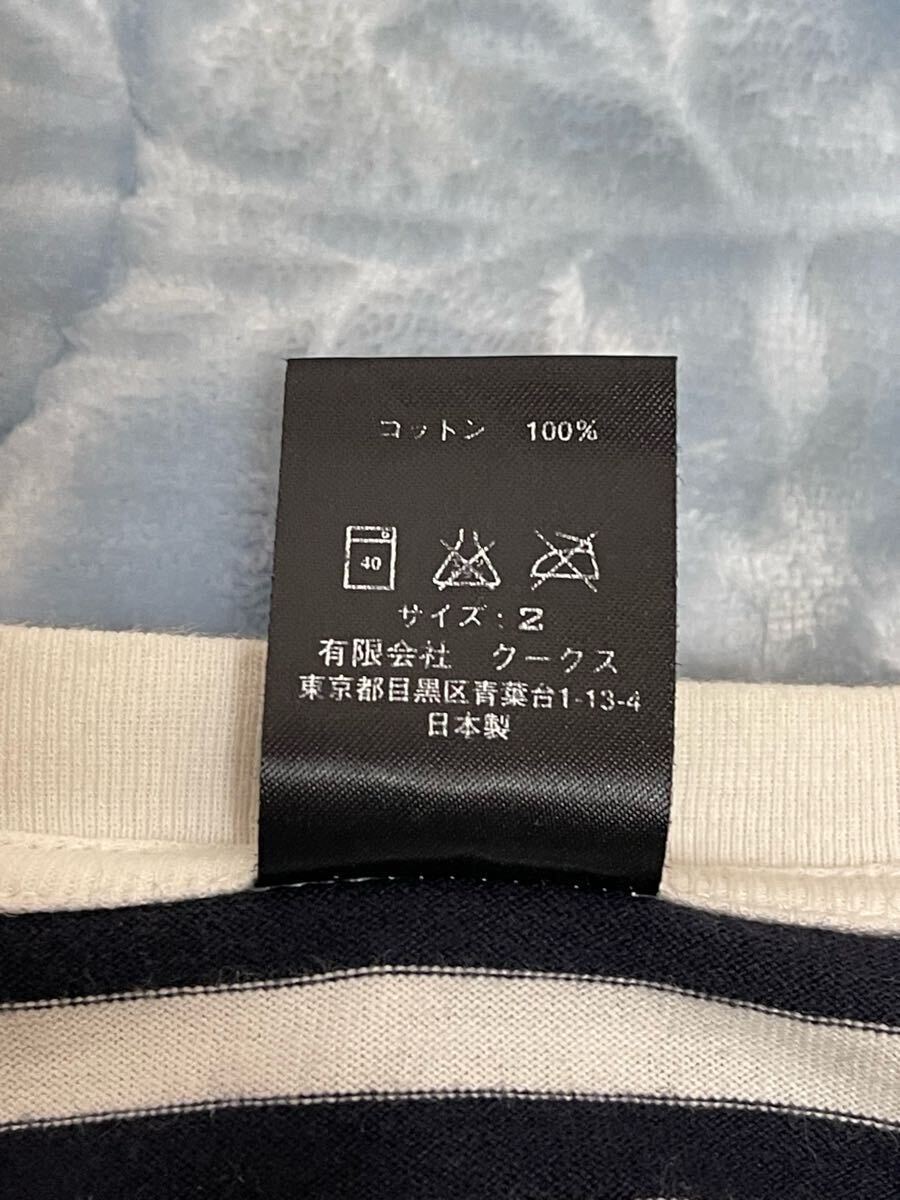 コットン 100%
40
サイズ : 2
有限会社 クークス
東京都目黒区青葉台1-13-4
日本製